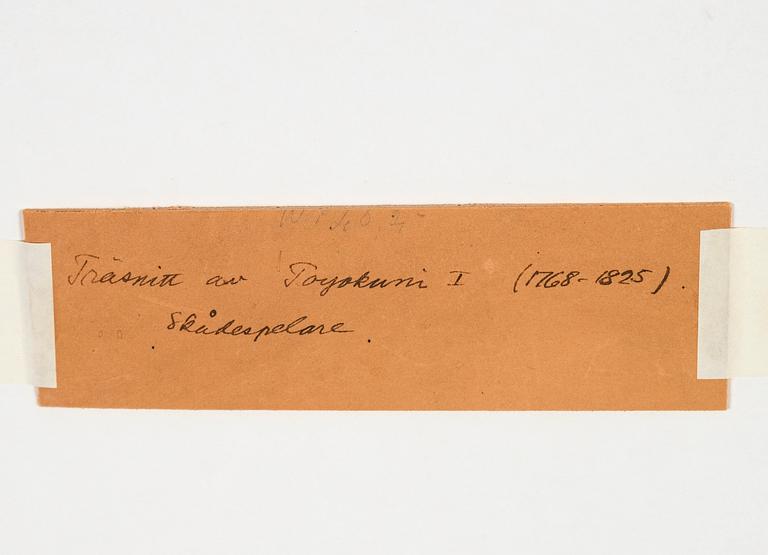 Träsnitt av Toyokuni I (1768-1825).
Skådespelare.